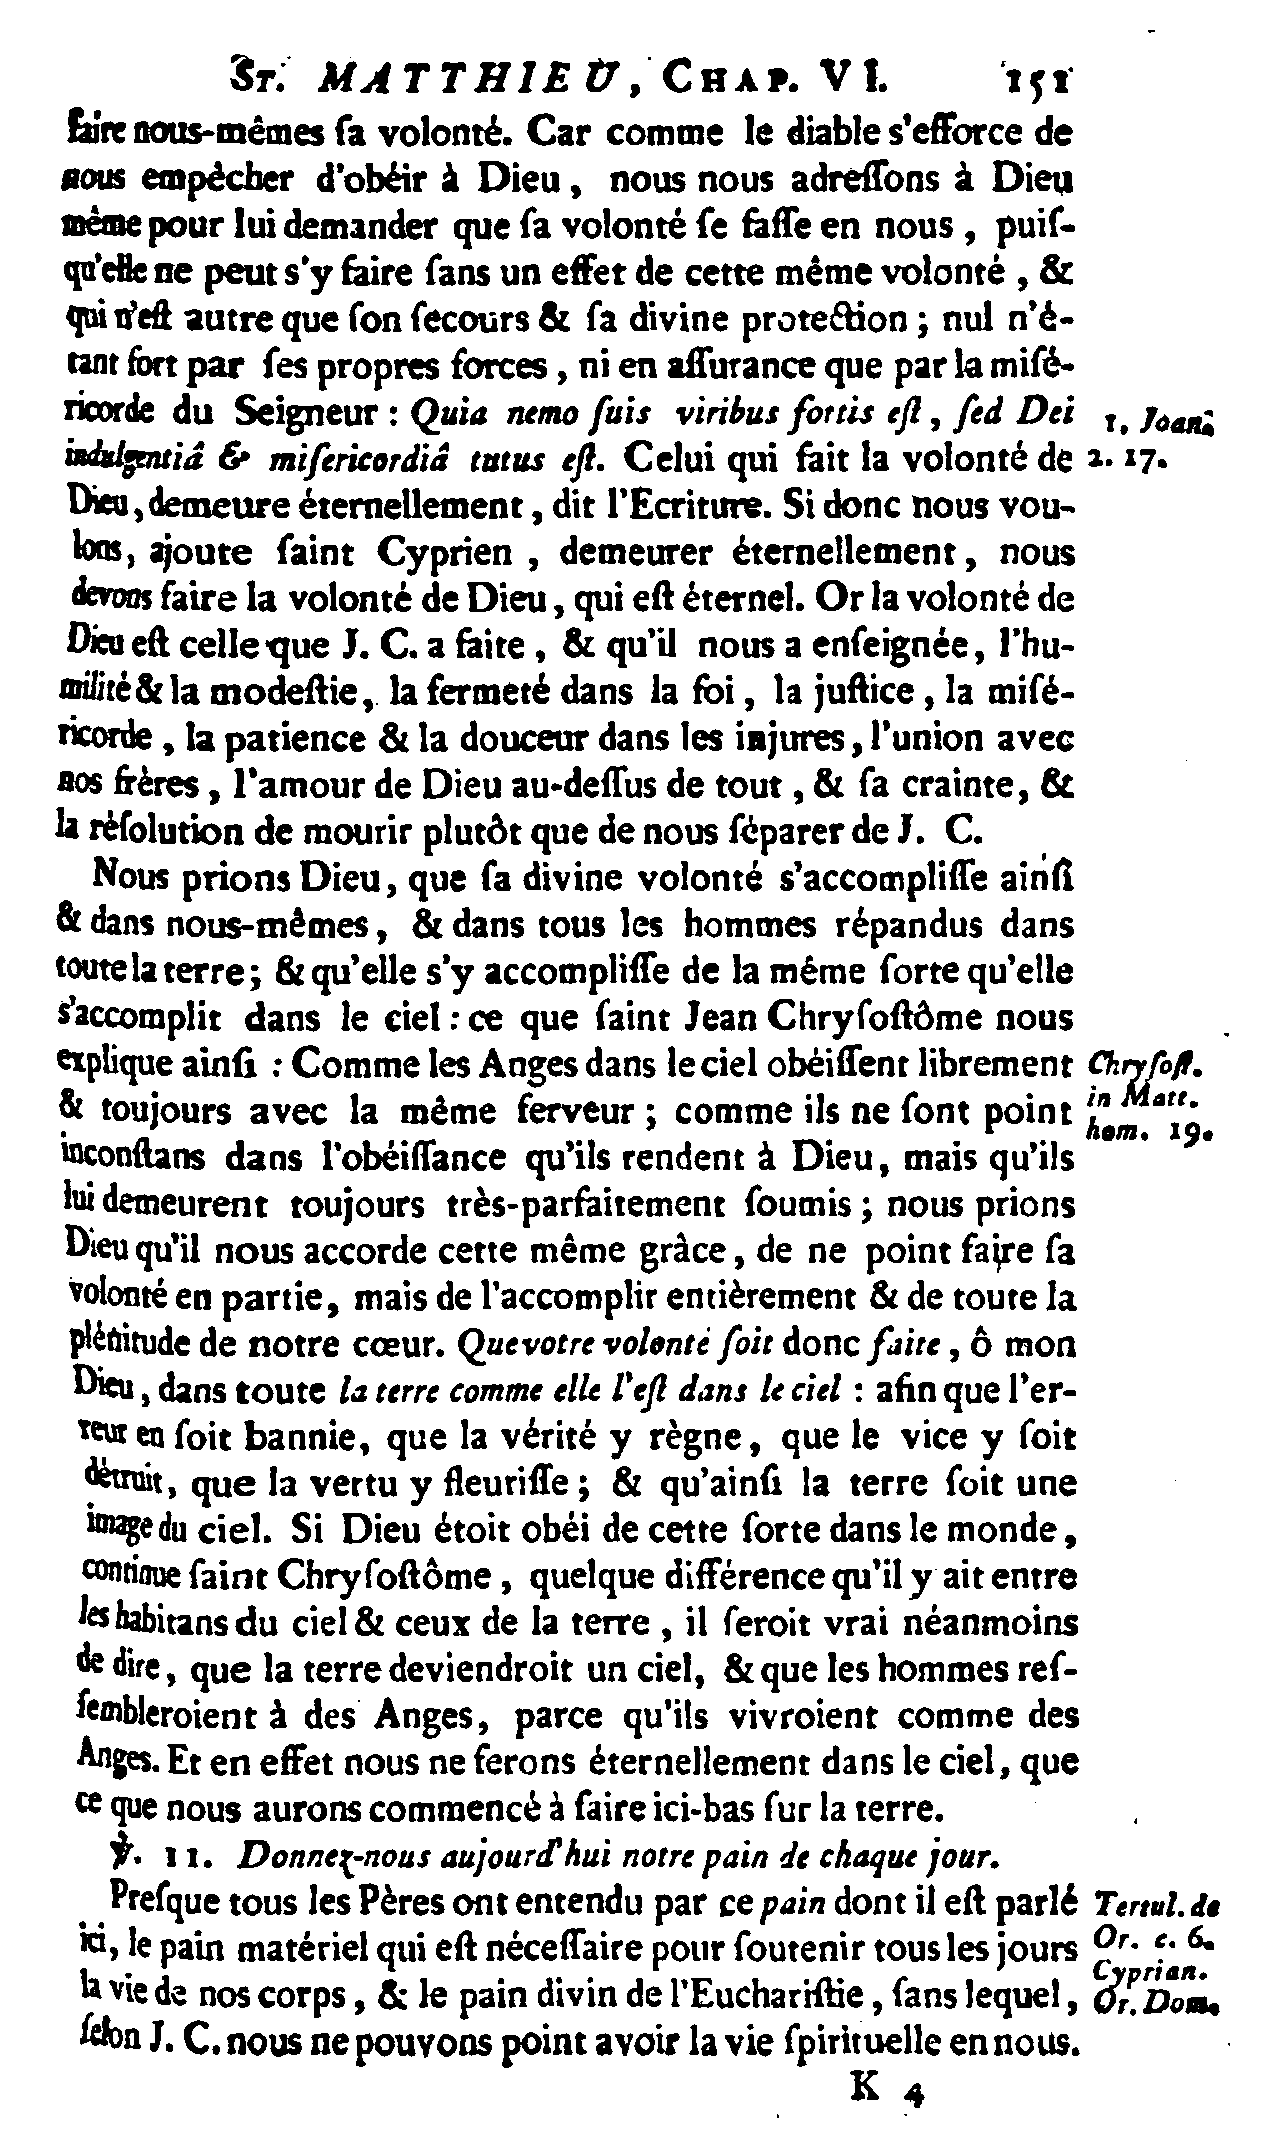 ST. MATTHIEU, CHAP. VI. 151
faire nous-mêmes ſa volonté. Car comme le diable s'efforce de
nous empêcher d'obéir à Dieu, nous nous adreſſons à Dieu
même pour lui demander que ſa volonté ſe faſſe en nous, puiſ-
qu'elle ne peut s'y faire ſans un effet de cette même volonté, &
qui n'eſt autre que ſon ſecours & ſa divine protection; nul n'é-
tant fort par ſes propres forces, ni en aſſurance que par la miſé-
ricorde du Seigneur : Quia nemo ſuis viribus fortis eſt, ſed Dei
indulgentiâ & miſericordiâ tutus eſt. Celui qui fait la volonté de
Dieu, demeure éternellement, dit l'Ecriture. Si donc nous vou-
lons, ajoute ſaint Cyprien, demeurer éternellement, nous
devons faire la volonté de Dieu, qui eſt éternel. Or la volonté de
Dieu eſt celle que J. C. a faite, & qu'il nous a enſeignée, l'hu-
milité & la modeſtie, la fermeté dans la foi, la juſtice, la miſé-
ricorde, la patience & la douceur dans les injures, l'union avec
nos frères, l'amour de Dieu au-deſſus de tout, & ſa crainte, &
la réſolution de mourir plutôt que de nous ſéparer de J. C.
Nous prions Dieu, que ſa divine volonté s'accompliſſe ainſi
& dans nous-mêmes, & dans tous les hommes répandus dans
toute la terre; & qu'elle s'y accompliſſe de la même ſorte qu'elle
s'accomplit dans le ciel : ce que ſaint Jean Chryſoſtôme nous
explique ainſi : Comme les Anges dans le ciel obéiſſent librement
& toujours avec la même ferveur; comme ils ne ſont point
inconſtans dans l'obéiſſance qu'ils rendent à Dieu, mais qu'ils
lui demeurent toujours très-parfaitement ſoumis; nous prions
Dieu qu'il nous accorde cette même grâce, de ne point faire ſa
volonté en partie, mais de l'accomplir entièrement & de toute la
plénitude de notre cœur. Que votre volonté ſoit donc faite, ô mon
Dieu, dans toute la terre comme elle l'eſt dans le ciel : afin que l'er-
reur en ſoit bannie, que la vérité y règne, que le vice y ſoit
détruit, que la vertu y fleuriſſe; & qu'ainſi la terre ſoit une
image du ciel. Si Dieu étoit obéi de cette ſorte dans le monde,
continue ſaint Chryſoſtôme, quelque différence qu'il y ait entre
les habitans du ciel & ceux de la terre, il ſeroit vrai néanmoins
de dire, que la terre deviendroit un ciel, & que les hommes reſ-
ſembleroient à des Anges, parce qu'ils vivroient comme des
Anges. Et en effet nous ne ferons éternellement dans le ciel, que
ce que nous aurons commencé à faire ici-bas ſur la terre.
℣. 11. Donnez-nous aujourd'hui notre pain de chaque jour.
Preſque tous les Pères ont entendu par ce pain dont il eſt parlé
ici, le pain matériel qui eſt néceſſaire pour ſoutenir tous les jours
la vie de nos corps, & le pain divin de l'Euchariſtie, ſans lequel,
ſelon J. C. nous ne pouvons point avoir la vie ſpirituelle en nous.
K 4
1. Joan.
2. 17.
Chryſoſt.
in Matt.
hom. 19.
Tertul. de
Or. c. 6.
Cyprian.
Or. Dom.